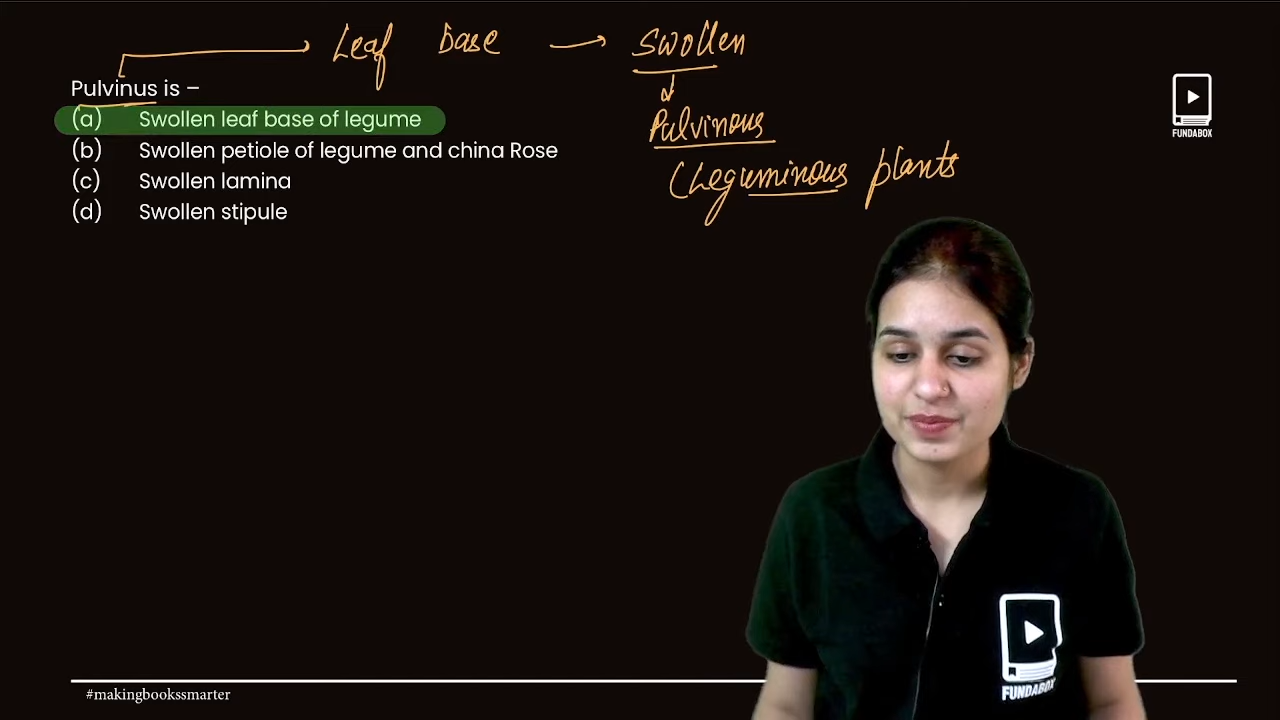 Leaf base → swollen
Pulvinus is –
(a) Swollen leaf base of legume
Pulvinous
(b) Swollen petiole of legume and china Rose
(Leguminous plants
(c) Swollen lamina
(d) Swollen stipule
FUNDABOX
FUNDABOX
#makingbookssmarter